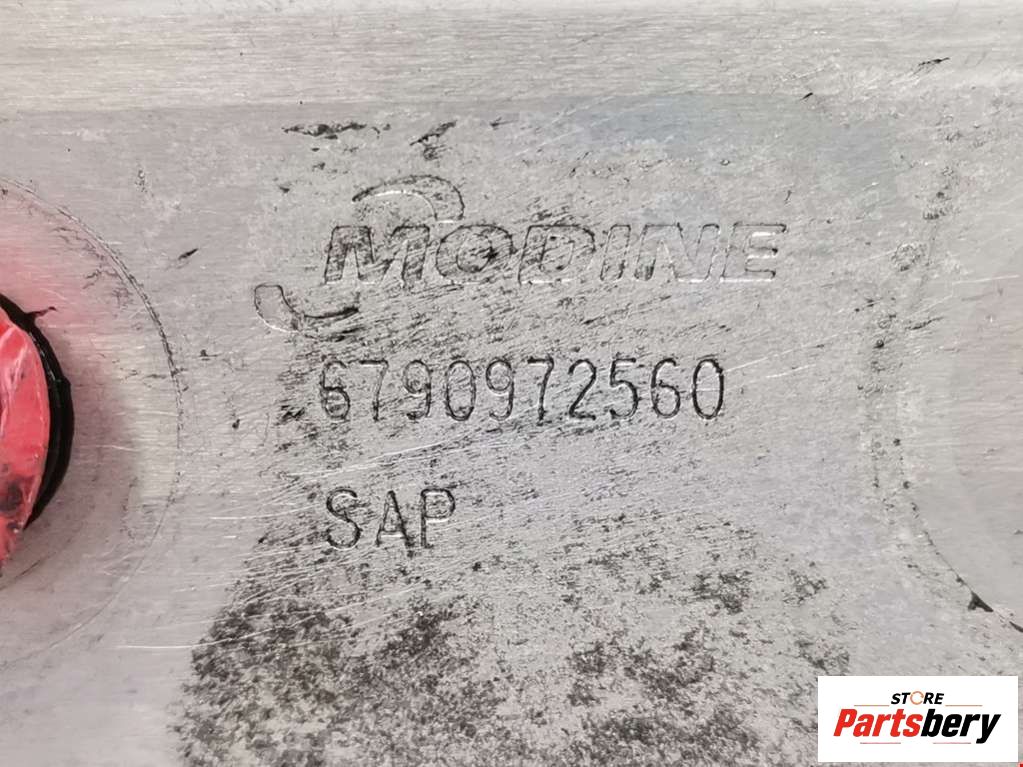 MODINE
6790972560
SAP
STORE
Partsbery